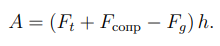 A = (F_t + F_сопр − F_g) h.